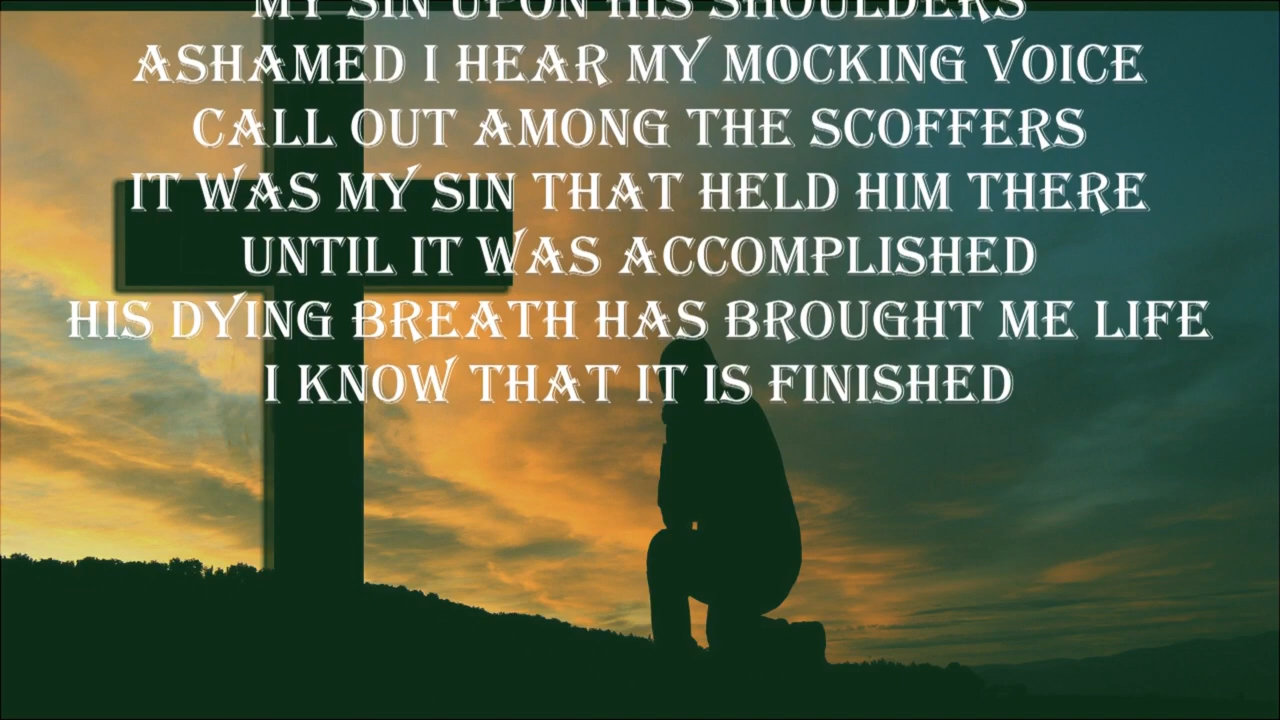 MY SIN UPON HIS SHOULDERS
ASHAMED I HEAR MY MOCKING VOICE
CALL OUT AMONG THE SCOFFERS
IT WAS MY SIN THAT HELD HIM THERE
UNTIL IT WAS ACCOMPLISHED
HIS DYING BREATH HAS BROUGHT ME LIFE
I KNOW THAT IT IS FINISHED